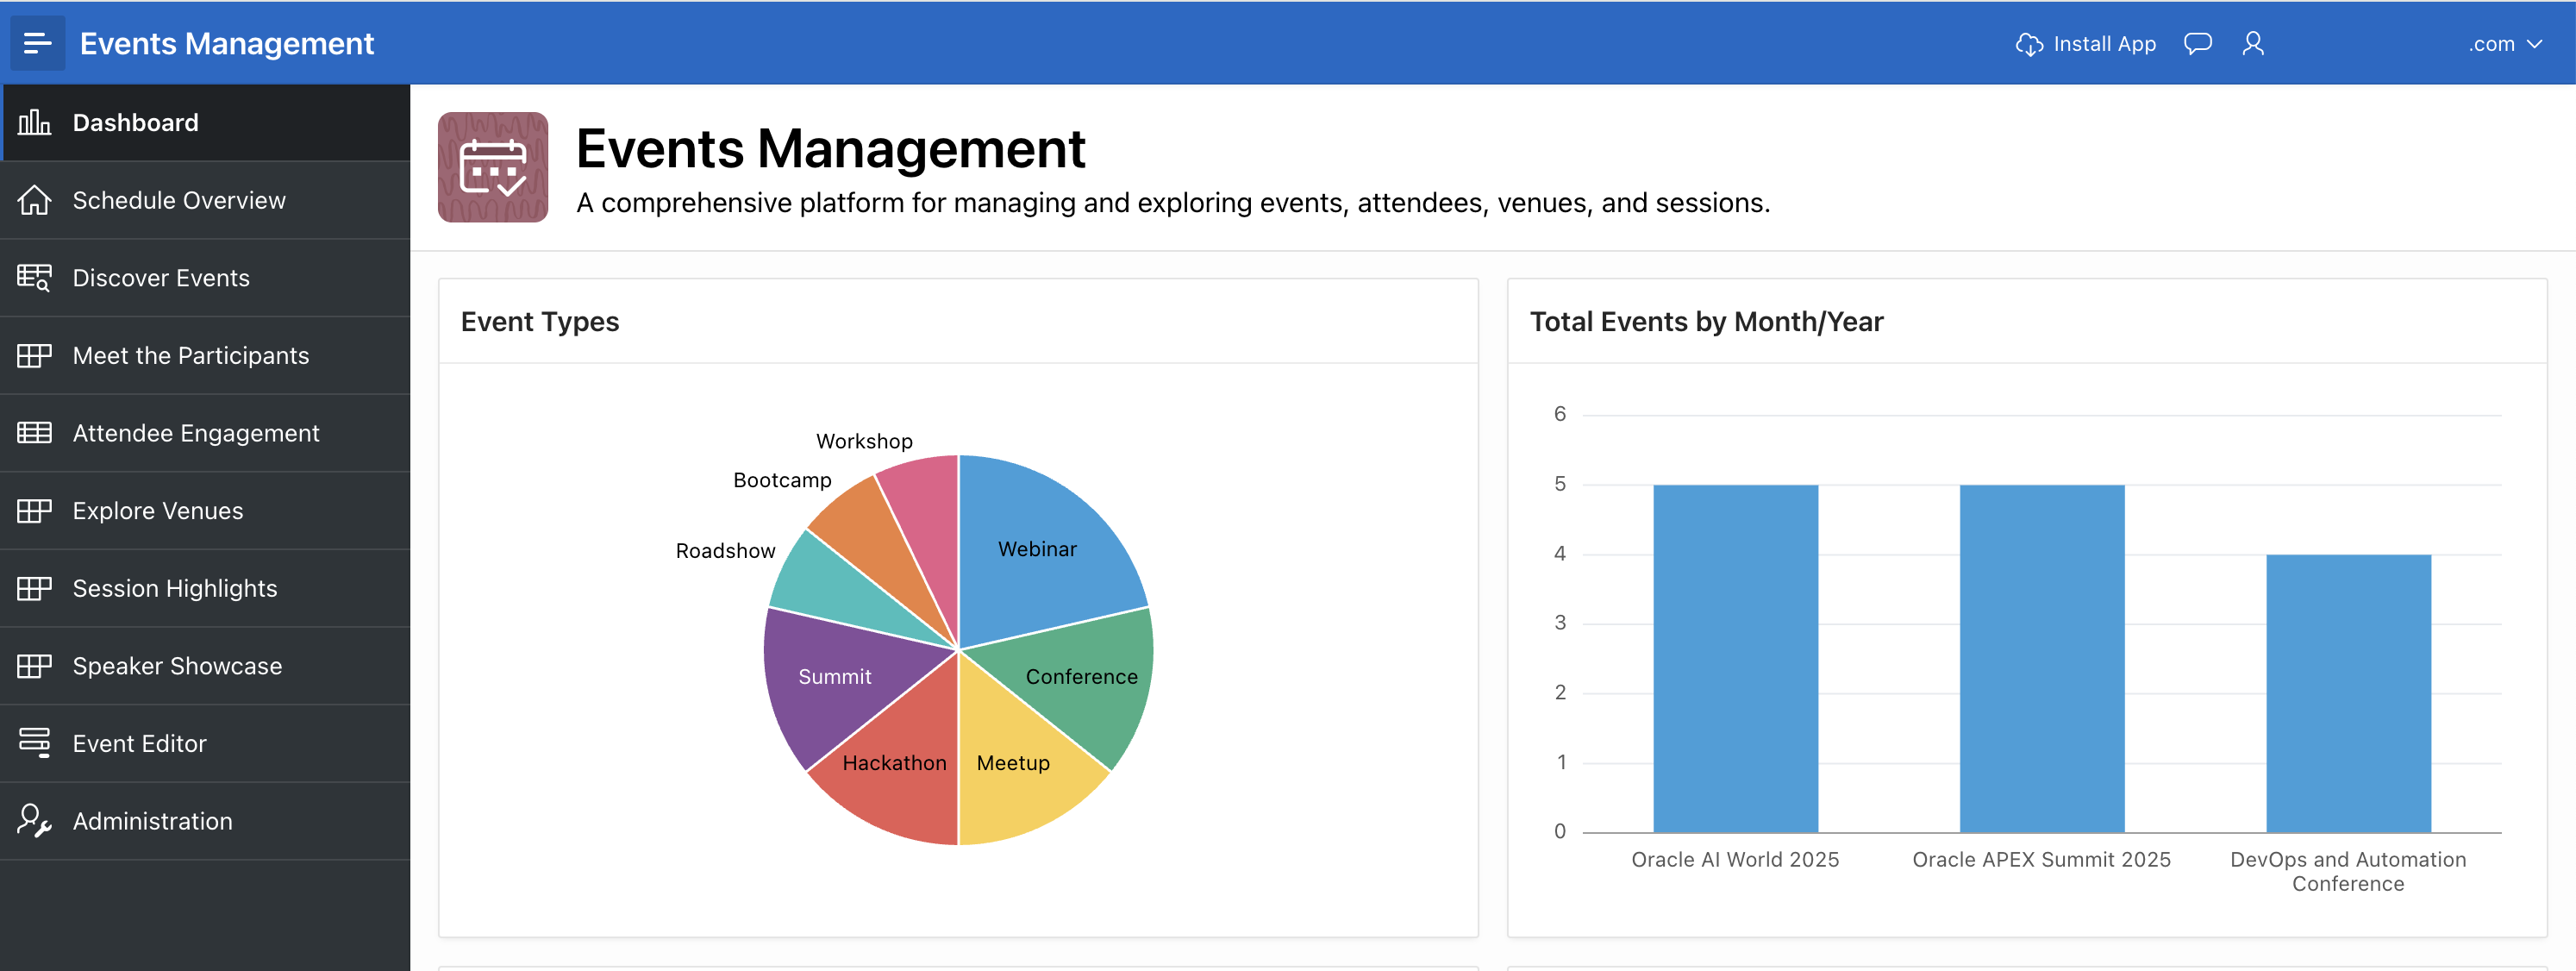 Events Management
Install App
.com
Dashboard
Schedule Overview
Discover Events
Meet the Participants
Attendee Engagement
Explore Venues
Session Highlights
Speaker Showcase
Event Editor
Administration
Events Management
A comprehensive platform for managing and exploring events, attendees, venues, and sessions.
Event Types
Workshop
Bootcamp
Roadshow
Webinar
Summit
Conference
Hackathon
Meetup
Total Events by Month/Year
6
5
4
3
2
1
0
Oracle AI World 2025
Oracle APEX Summit 2025
DevOps and Automation
Conference